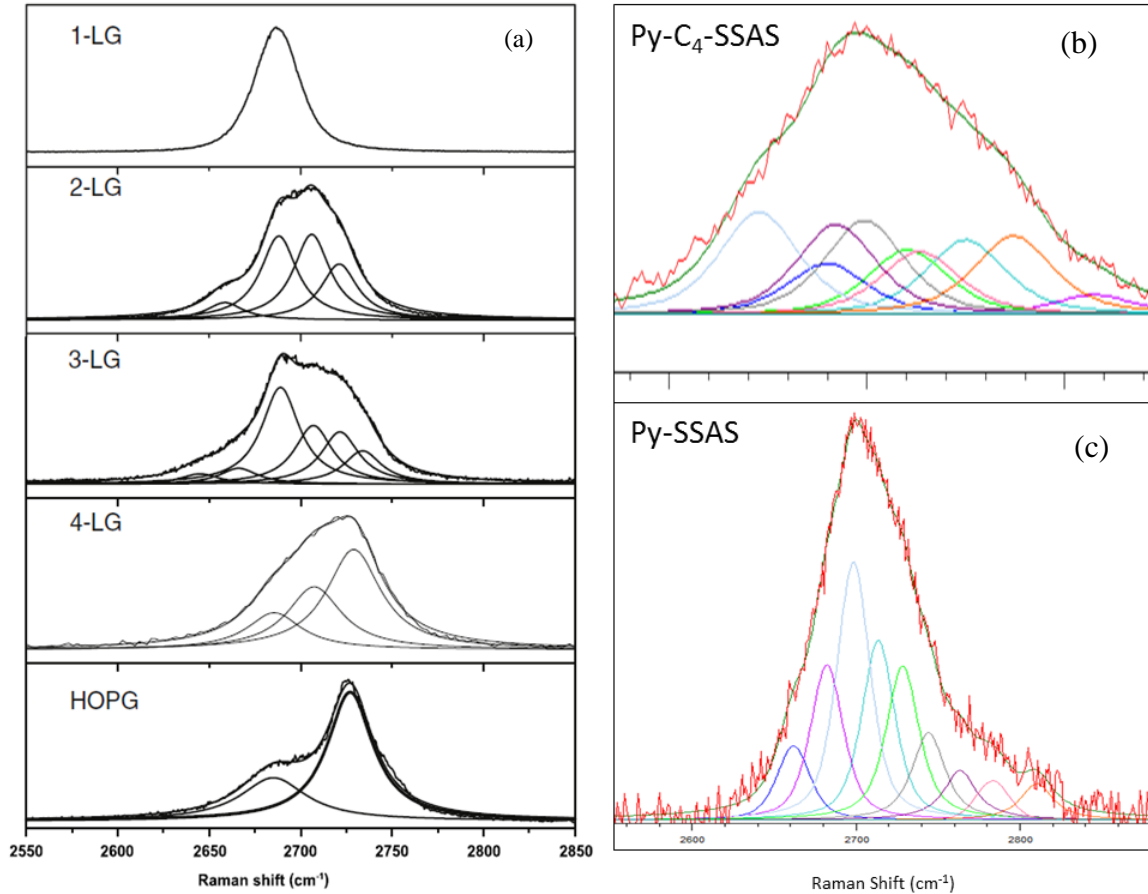 1-LG
(a)
2-LG
3-LG
4-LG
HOPG
2550 2600 2650 2700 2750 2800 2850
Raman shift (cm⁻¹)
Py-C₄-SSAS
(b)
Py-SSAS
(c)
2600 2700 2800
Raman Shift (cm⁻¹)